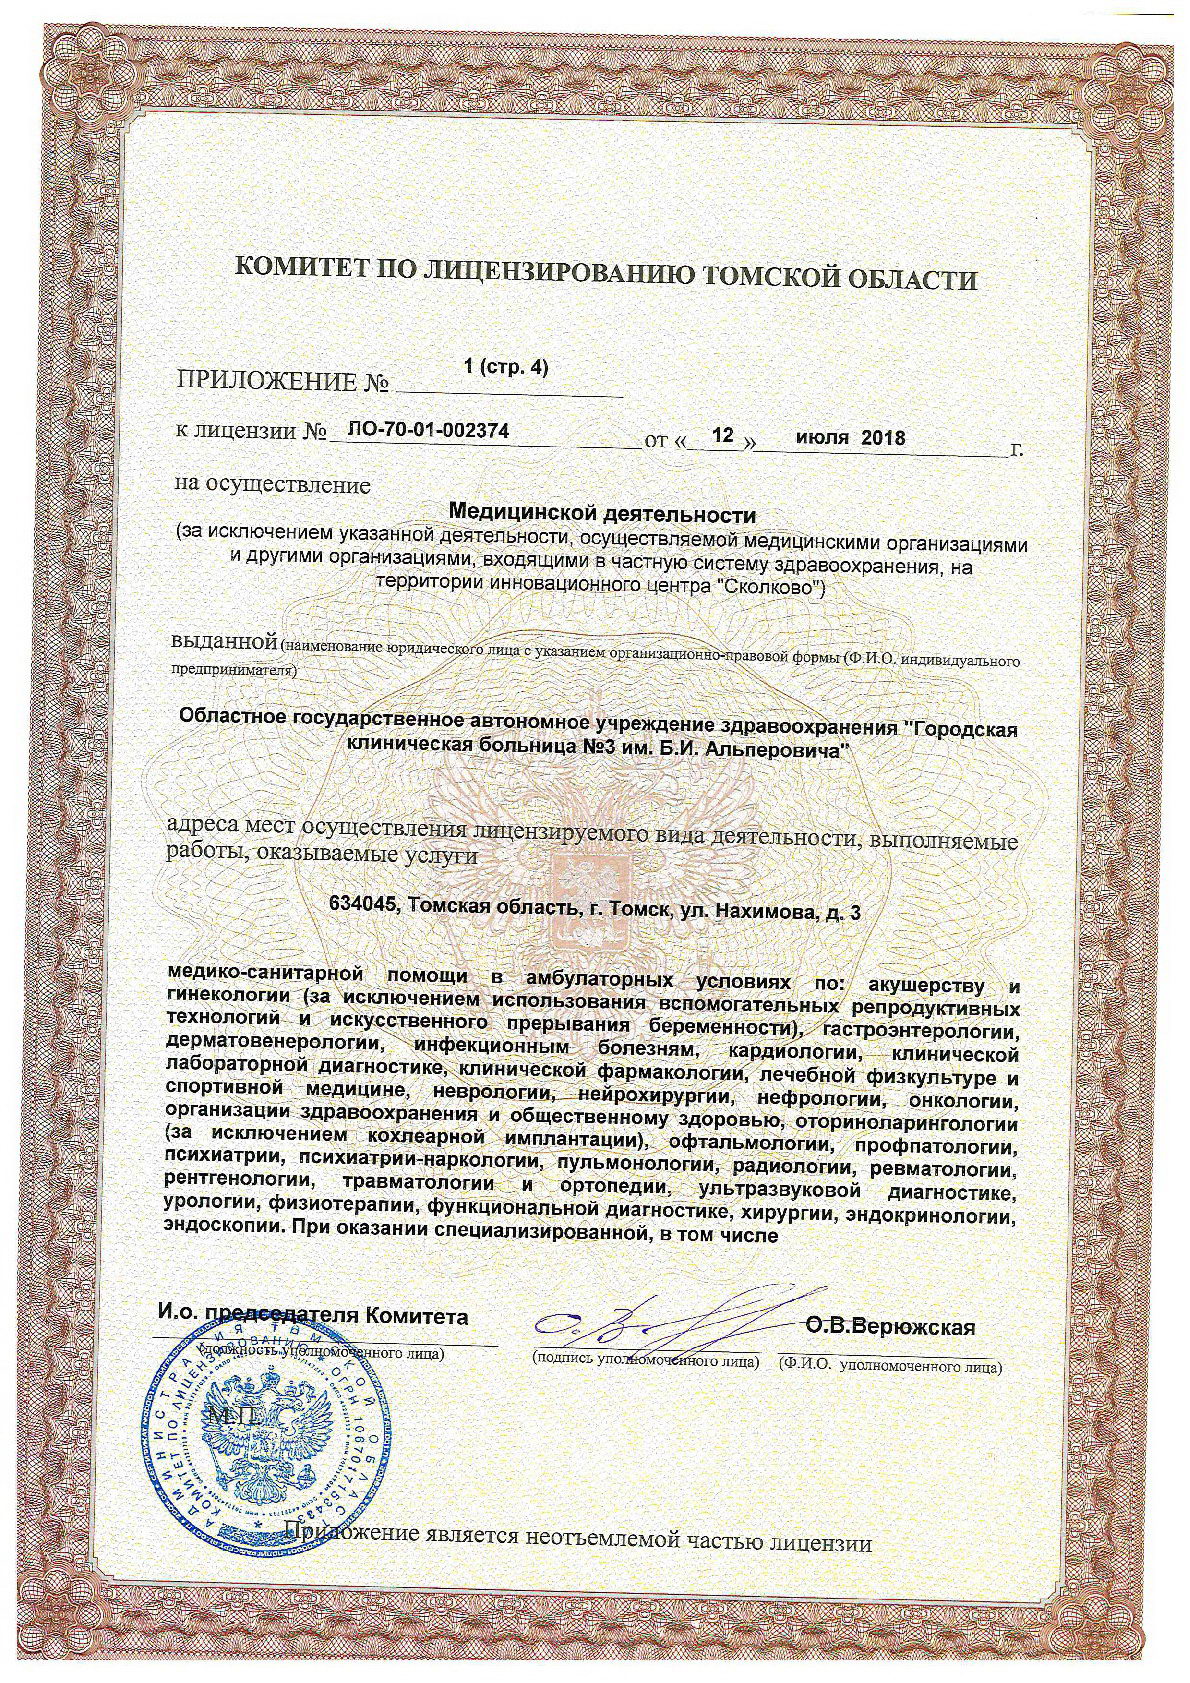 КОМИТЕТ ПО ЛИЦЕНЗИРОВАНИЮ ТОМСКОЙ ОБЛАСТИ
ПРИЛОЖЕНИЕ № 1 (стр. 4)
к лицензии № ЛО-70-01-002374 от « 12 » июля 2018 г.
на осуществление
Медицинской деятельности
(за исключением указанной деятельности, осуществляемой медицинскими организациями
и другими организациями, входящими в частную систему здравоохранения, на
территории инновационного центра "Сколково")
выданной (наименование юридического лица с указанием организационно-правовой формы (Ф.И.О. индивидуального
предпринимателя)
Областное государственное автономное учреждение здравоохранения "Городская
клиническая больница №3 им. Б.И. Альперовича"
адреса мест осуществления лицензируемого вида деятельности, выполняемые
работы, оказываемые услуги
634045, Томская область, г. Томск, ул. Нахимова, д. 3
медико-санитарной помощи в амбулаторных условиях по: акушерству и
гинекологии (за исключением использования вспомогательных репродуктивных
технологий и искусственного прерывания беременности), гастроэнтерологии,
дерматовенерологии, инфекционным болезням, кардиологии, клинической
лабораторной диагностике, клинической фармакологии, лечебной физкультуре и
спортивной медицине, неврологии, нейрохирургии, нефрологии, онкологии,
организации здравоохранения и общественному здоровью, оториноларингологии
(за исключением кохлеарной имплантации), офтальмологии, профпатологии,
психиатрии, психиатрии-наркологии, пульмонологии, радиологии, ревматологии,
рентгенологии, травматологии и ортопедии, ультразвуковой диагностике,
урологии, физиотерапии, функциональной диагностике, хирургии, эндокринологии,
эндоскопии. При оказании специализированной, в том числе
И.о. председателя Комитета О.В.Верюжская
(должность уполномоченного лица) (подпись уполномоченного лица) (Ф.И.О. уполномоченного лица)
АДМИНИСТРАЦИЯ ТОМСКОЙ ОБЛАСТИ
КОМИТЕТ ПО ЛИЦЕНЗИРОВАНИЮ * ОГРН 1067017153433 *
М.П.
Приложение является неотъемлемой частью лицензии